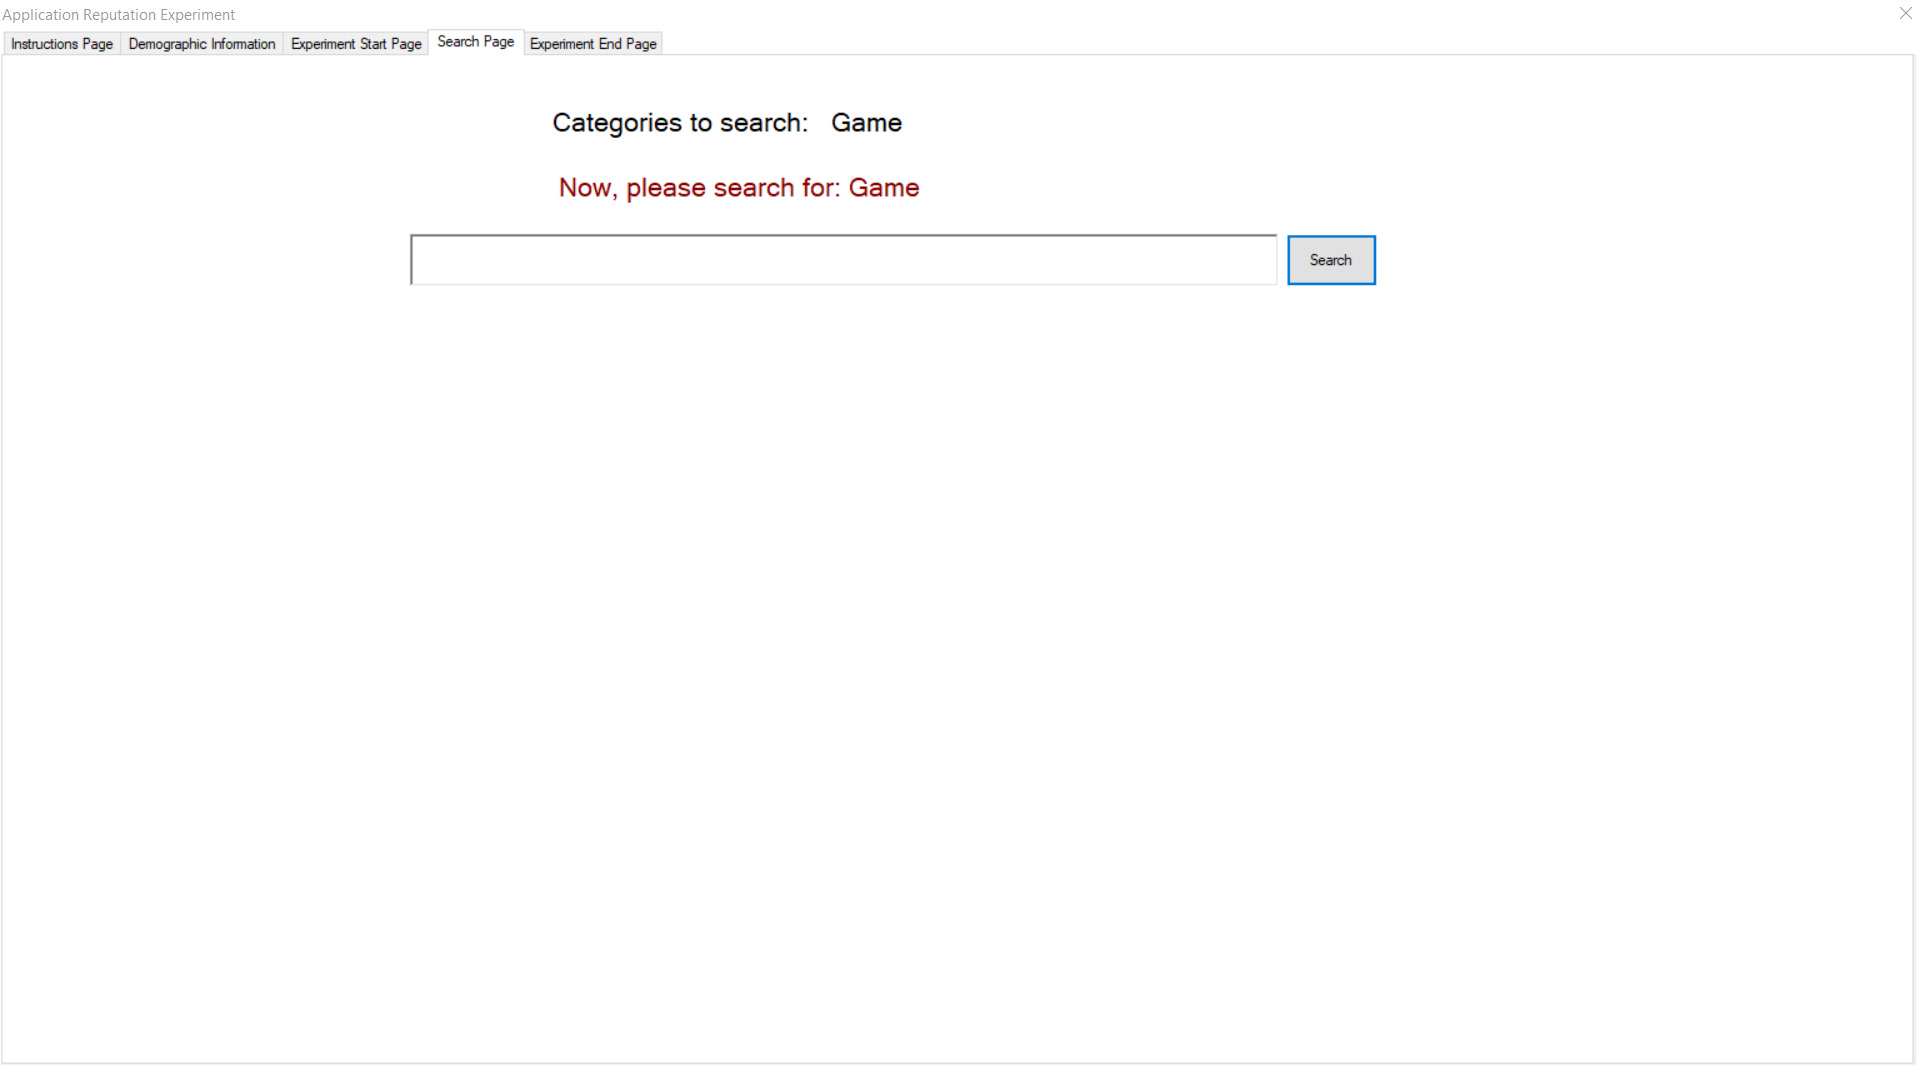 Application Reputation Experiment
Instructions Page Demographic Information Experiment Start Page Search Page Experiment End Page
Categories to search: Game
Now, please search for: Game
Search